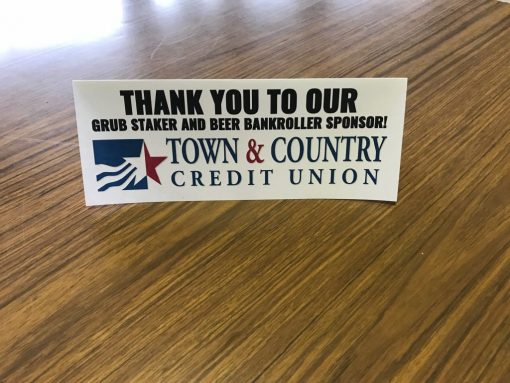 THANK YOU TO OUR
GRUB STAKER AND BEER BANKROLLER SPONSOR!
TOWN & COUNTRY
CREDIT UNION